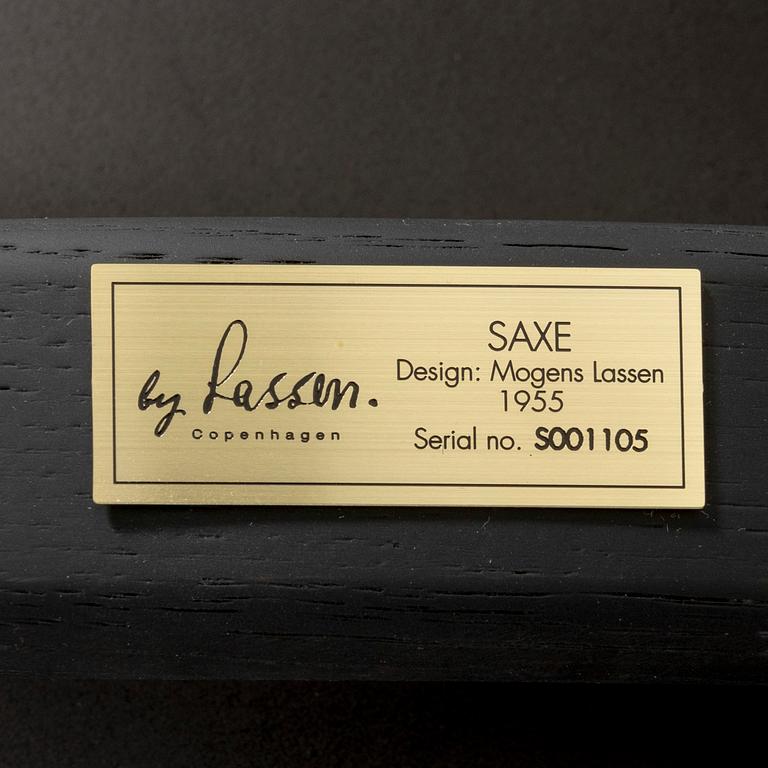 by Lassen.
Copenhagen
SAXE
Design: Mogens Lassen
1955
Serial no. S001105